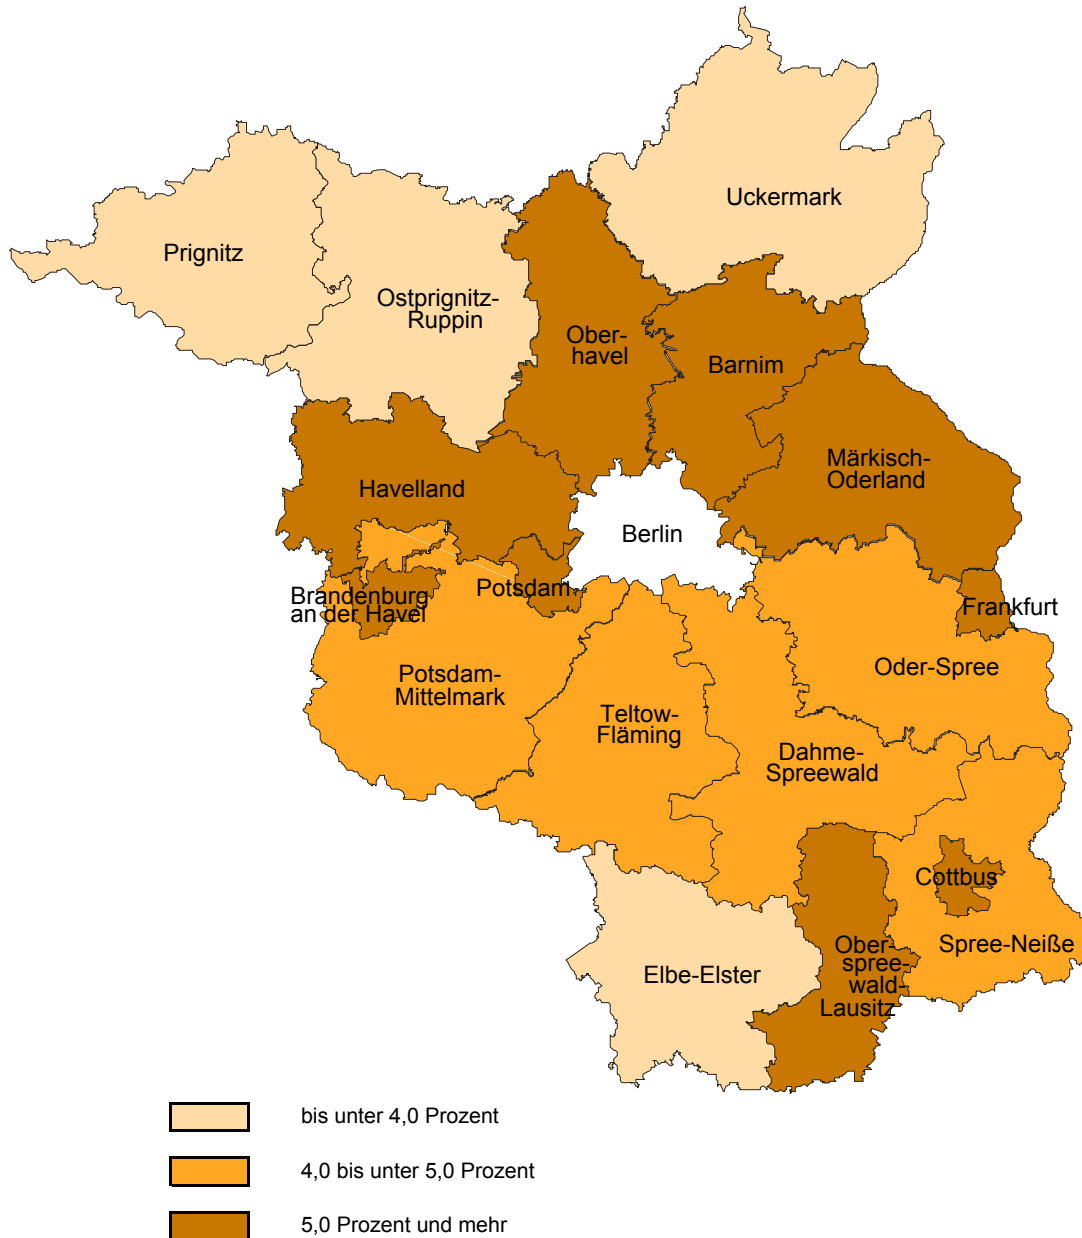 Uckermark
Prignitz
Ostprignitz-
Ruppin
Ober-
havel
Barnim
Märkisch-
Oderland
Havelland
Berlin
Potsdam
Brandenburg
an der Havel
Frankfurt
Oder-Spree
Potsdam-
Mittelmark
Teltow-
Fläming
Dahme-
Spreewald
Cottbus
Spree-Neiße
Ober-
spree-
wald-
Lausitz
Elbe-Elster
bis unter 4,0 Prozent
4,0 bis unter 5,0 Prozent
5,0 Prozent und mehr